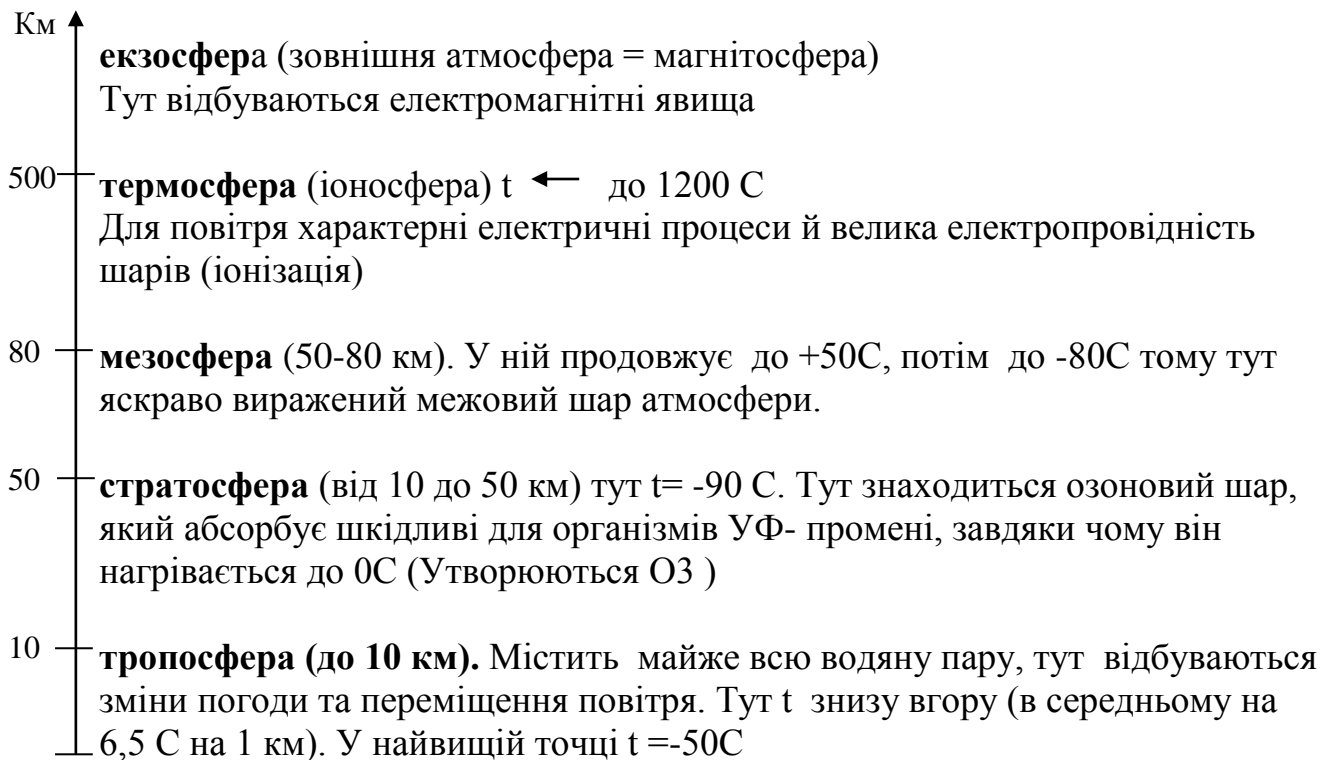 Км
екзосфера (зовнішня атмосфера = магнітосфера)
Тут відбуваються електромагнітні явища
500
термосфера (іоносфера) t ← до 1200 С
Для повітря характерні електричні процеси й велика електропровідність
шарів (іонізація)
80
мезосфера (50-80 км). У ній продовжує до +50С, потім до -80С тому тут
яскраво виражений межовий шар атмосфери.
50
стратосфера (від 10 до 50 км) тут t= -90 С. Тут знаходиться озоновий шар,
який абсорбує шкідливі для організмів УФ- промені, завдяки чому він
нагрівається до 0С (Утворюються О3 )
10
тропосфера (до 10 км). Містить майже всю водяну пару, тут відбуваються
зміни погоди та переміщення повітря. Тут t знизу вгору (в середньому на
6,5 С на 1 км). У найвищій точці t =-50С